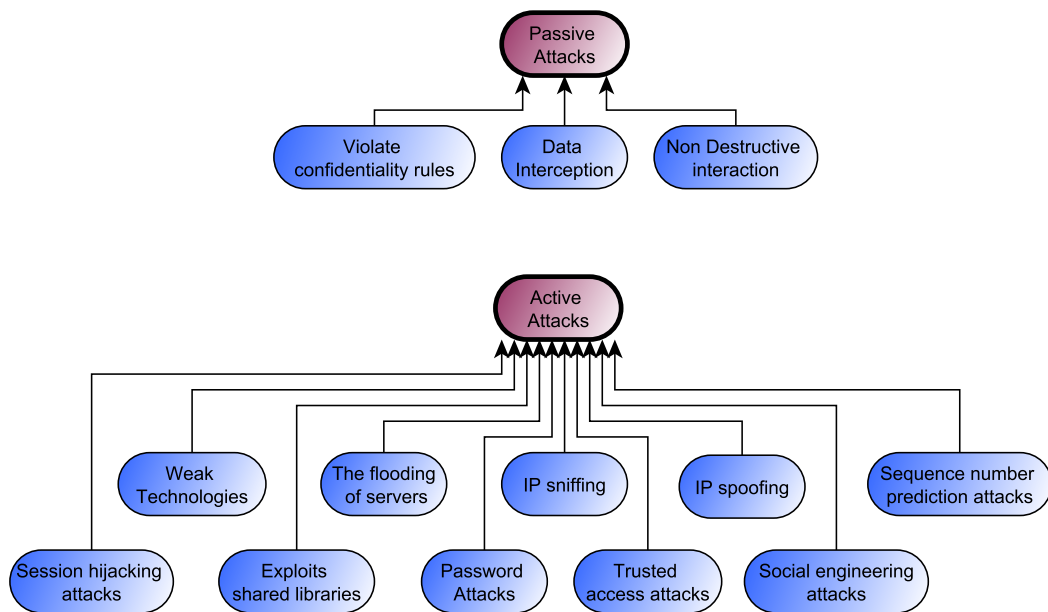 Passive
Attacks
Violate
confidentiality rules
Data
Interception
Non Destructive
interaction
Active
Attacks
Weak
Technologies
The flooding
of servers
IP sniffing
IP spoofing
Sequence number
prediction attacks
Session hijacking
attacks
Exploits
shared libraries
Password
Attacks
Trusted
access attacks
Social engineering
attacks